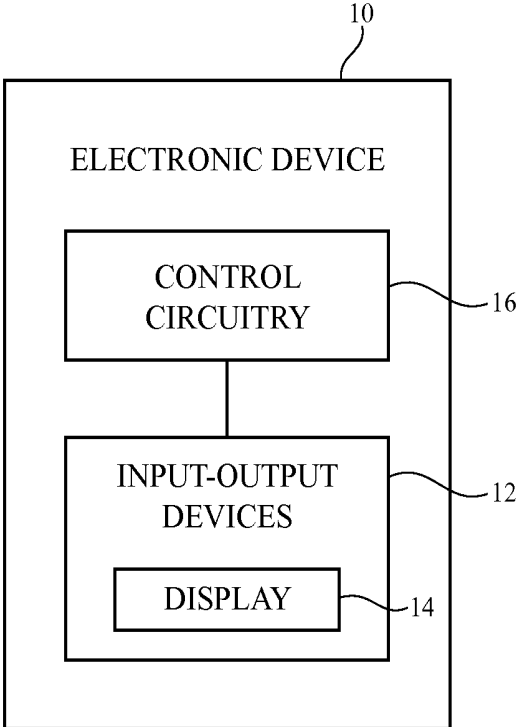 10
ELECTRONIC DEVICE
CONTROL
CIRCUITRY
16
INPUT-OUTPUT
DEVICES
12
DISPLAY
14